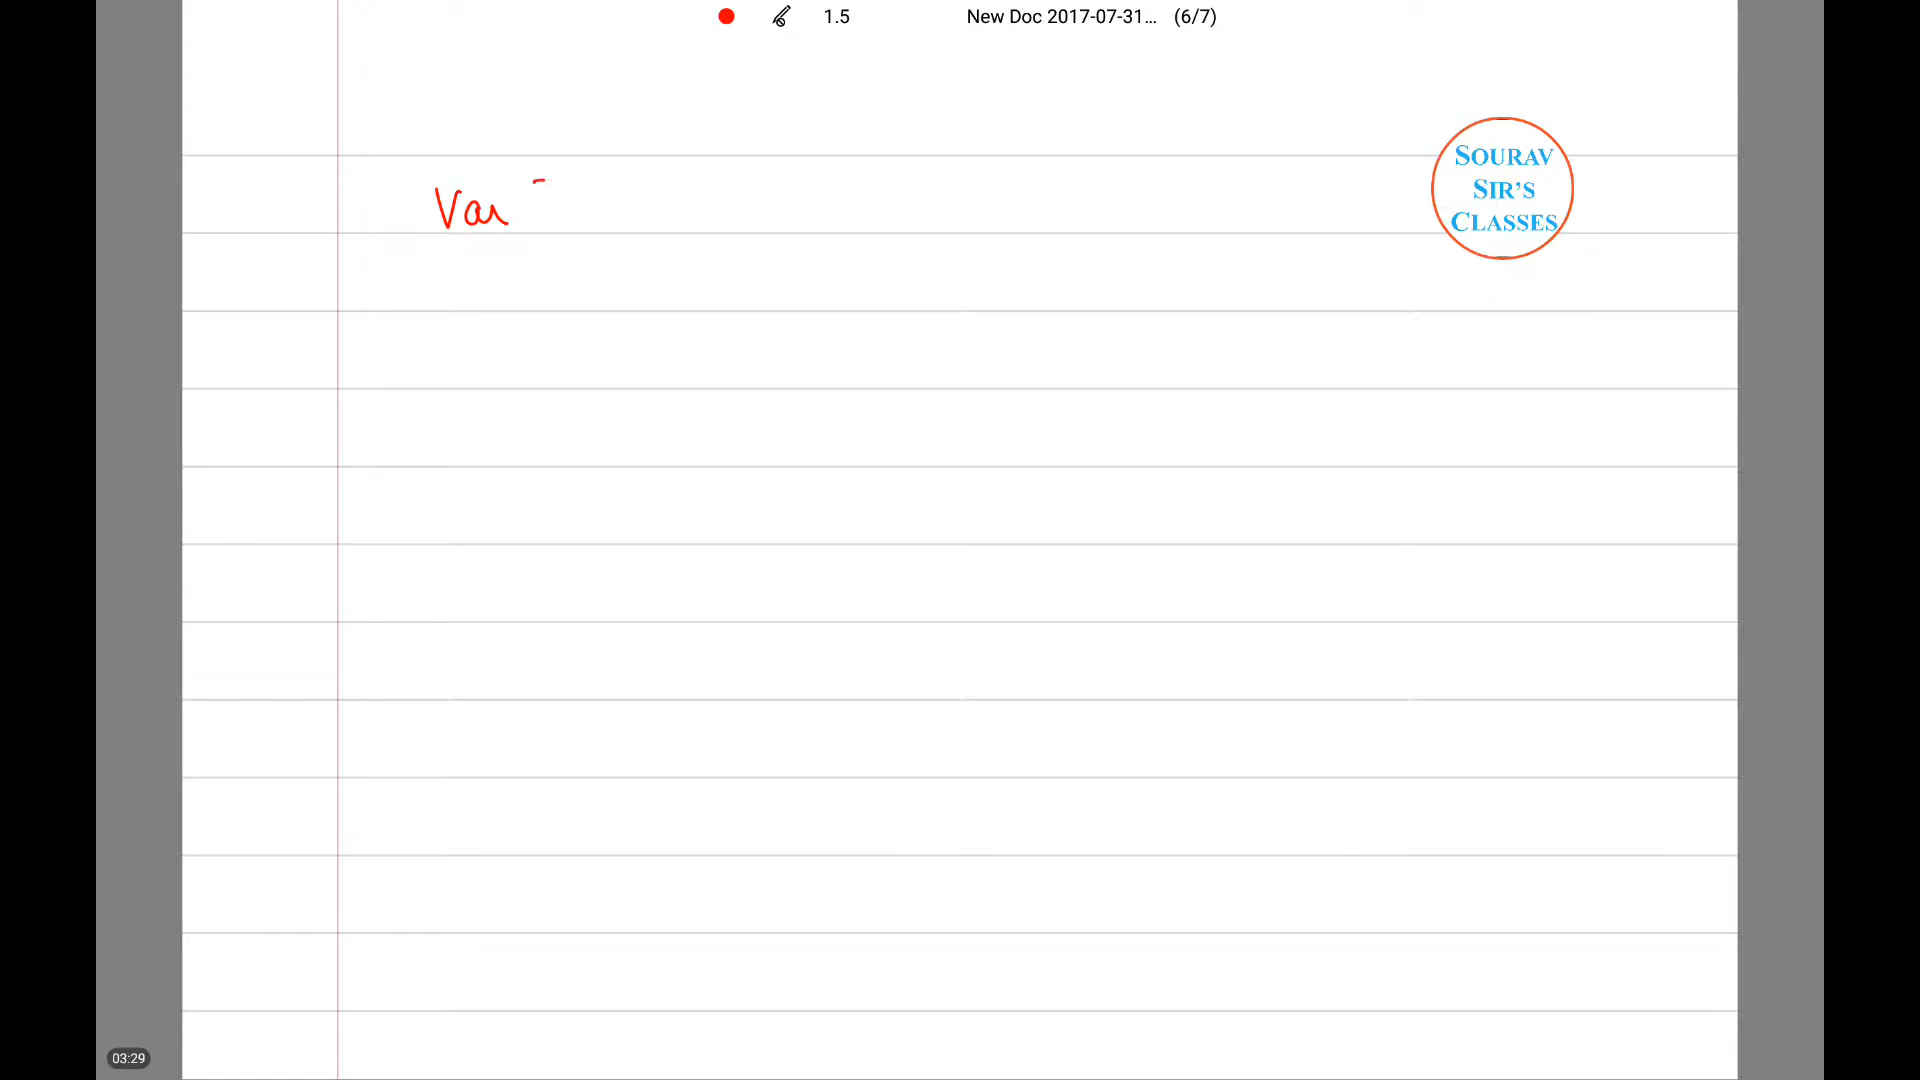 1.5 New Doc 2017-07-31... (6/7)
Var
SOURAV
SIR'S
CLASSES
03:29